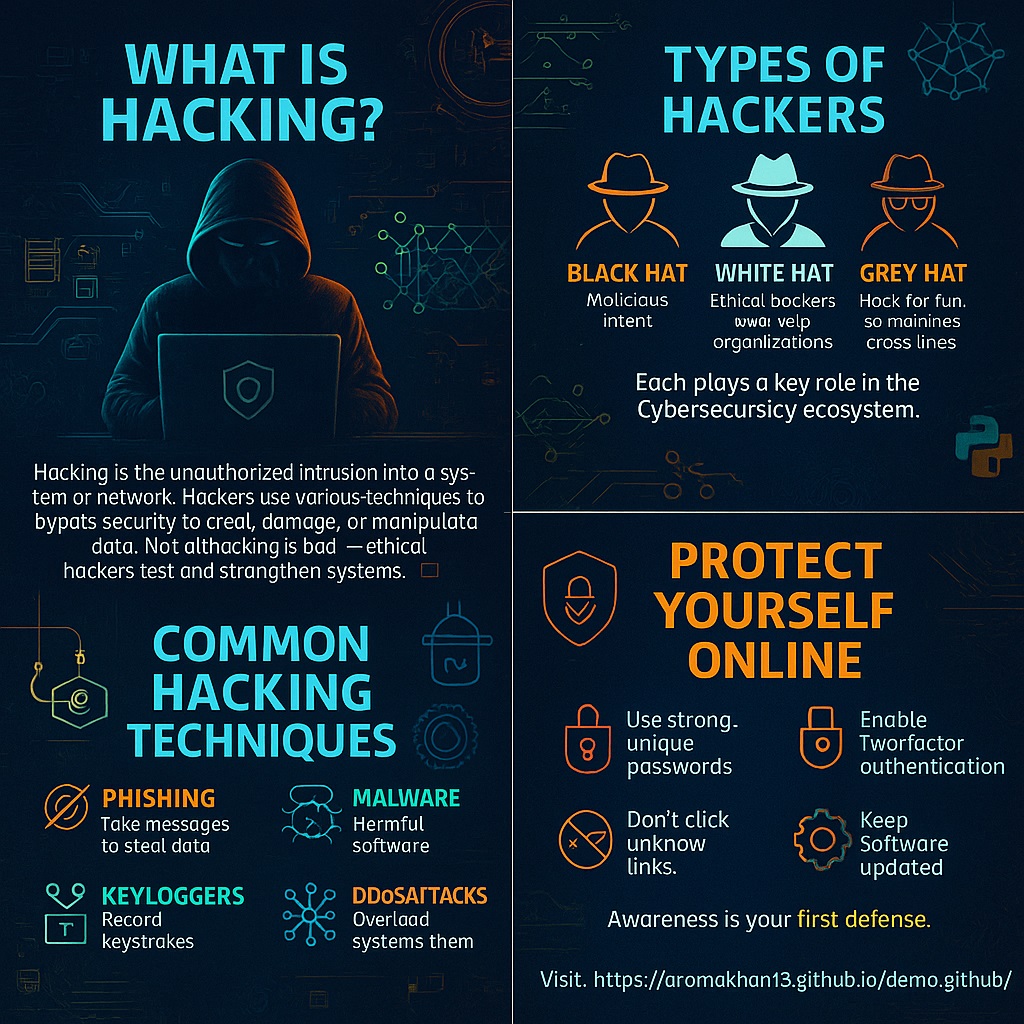 WHAT IS
HACKING?
Hacking is the unauthorized intrusion into a sys-
tem or network. Hackers use various-techniques to
bypats security to creal, damage, or manipulata
data. Not althacking is bad — ethical
hackers test and strangthen systems.
COMMON
HACKING
TECHNIQUES
PHISHING
Take messages
to steal data
MALWARE
Hermful
software
KEYLOGGERS
Record
keystrakes
DDoSAITACKS
Overlaad
systems them
TYPES OF
HACKERS
BLACK HAT
Molicius
intent
WHITE HAT
Ethical bockers
velp
organlizations
GREY HAT
Hock for fun.
so mainines
cross lines
Each plays a key role in the
Cybersecursicy ecosystem.
PROTECT
YOURSELF
ONLINE
Use strong.
unique
passwords
Enable
Tworfactor
outhentication
Don't click
unknow
links.
Keep
Software
updated
Awareness is your first defense.
Visit. https://aromakhan13.github.io/demo.github/